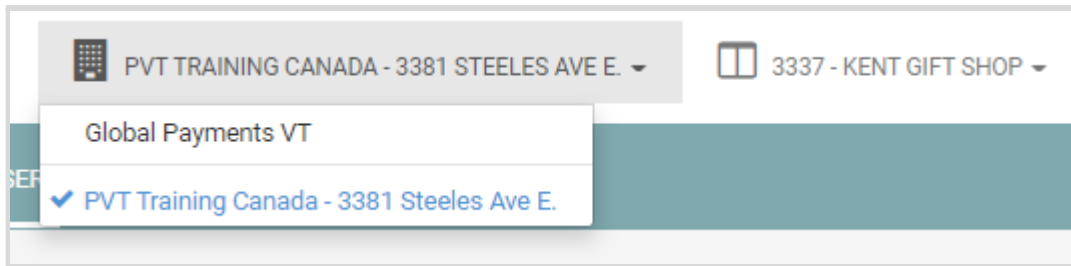 PVT TRAINING CANADA - 3381 STEELES AVE E.
3337 - KENT GIFT SHOP
Global Payments VT
SER
PVT Training Canada - 3381 Steeles Ave E.